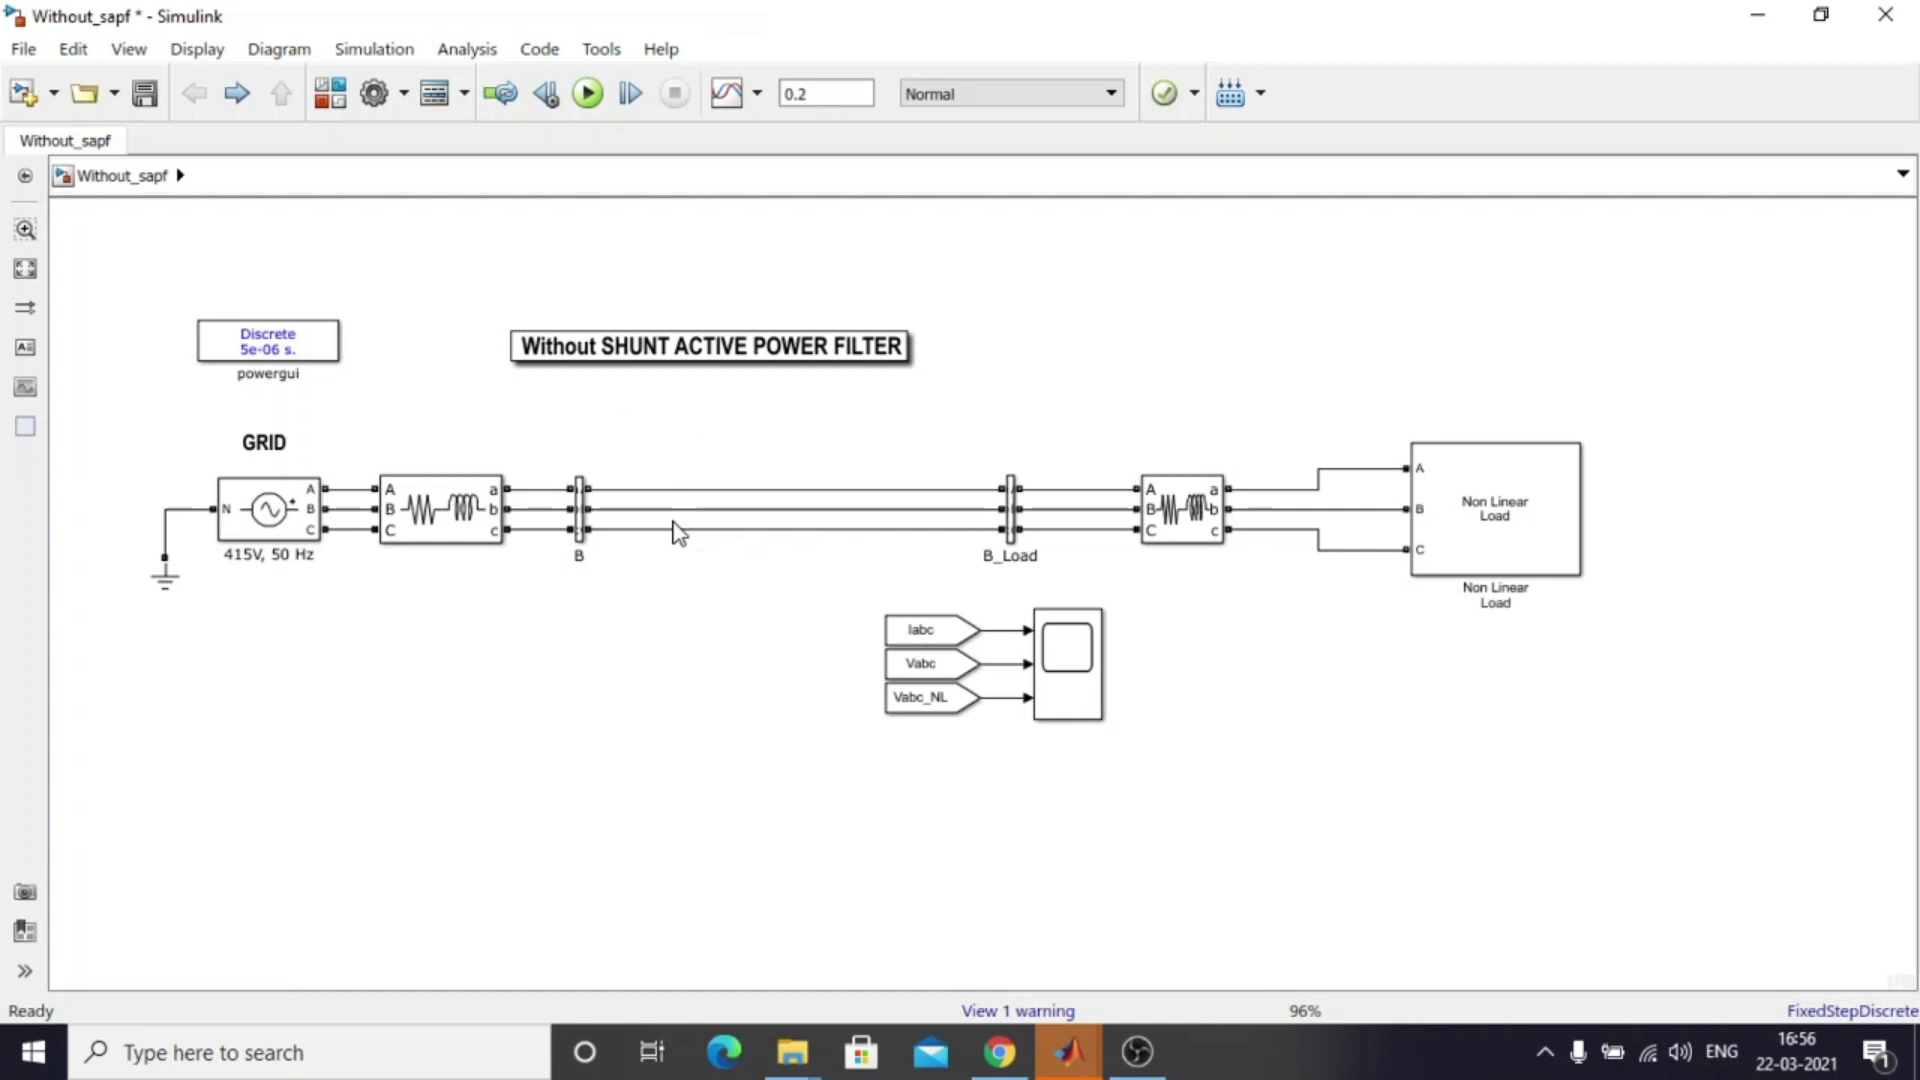 Without_sapf * - Simulink
File Edit View Display Diagram Simulation Analysis Code Tools Help
0.2
Normal
Without_sapf
Without_sapf
Discrete
5e-06 s.
powergui
Without SHUNT ACTIVE POWER FILTER
GRID
N A
B
C
415V, 50 Hz
A a
B b
C c
B
B_Load
A a
B b
C c
A
B
C
Non Linear
Load
Non Linear
Load
Iabc
Vabc
Vabc_NL
Ready
View 1 warning
96%
FixedStepDiscrete
Type here to search
ENG
16:56
22-03-2021
1